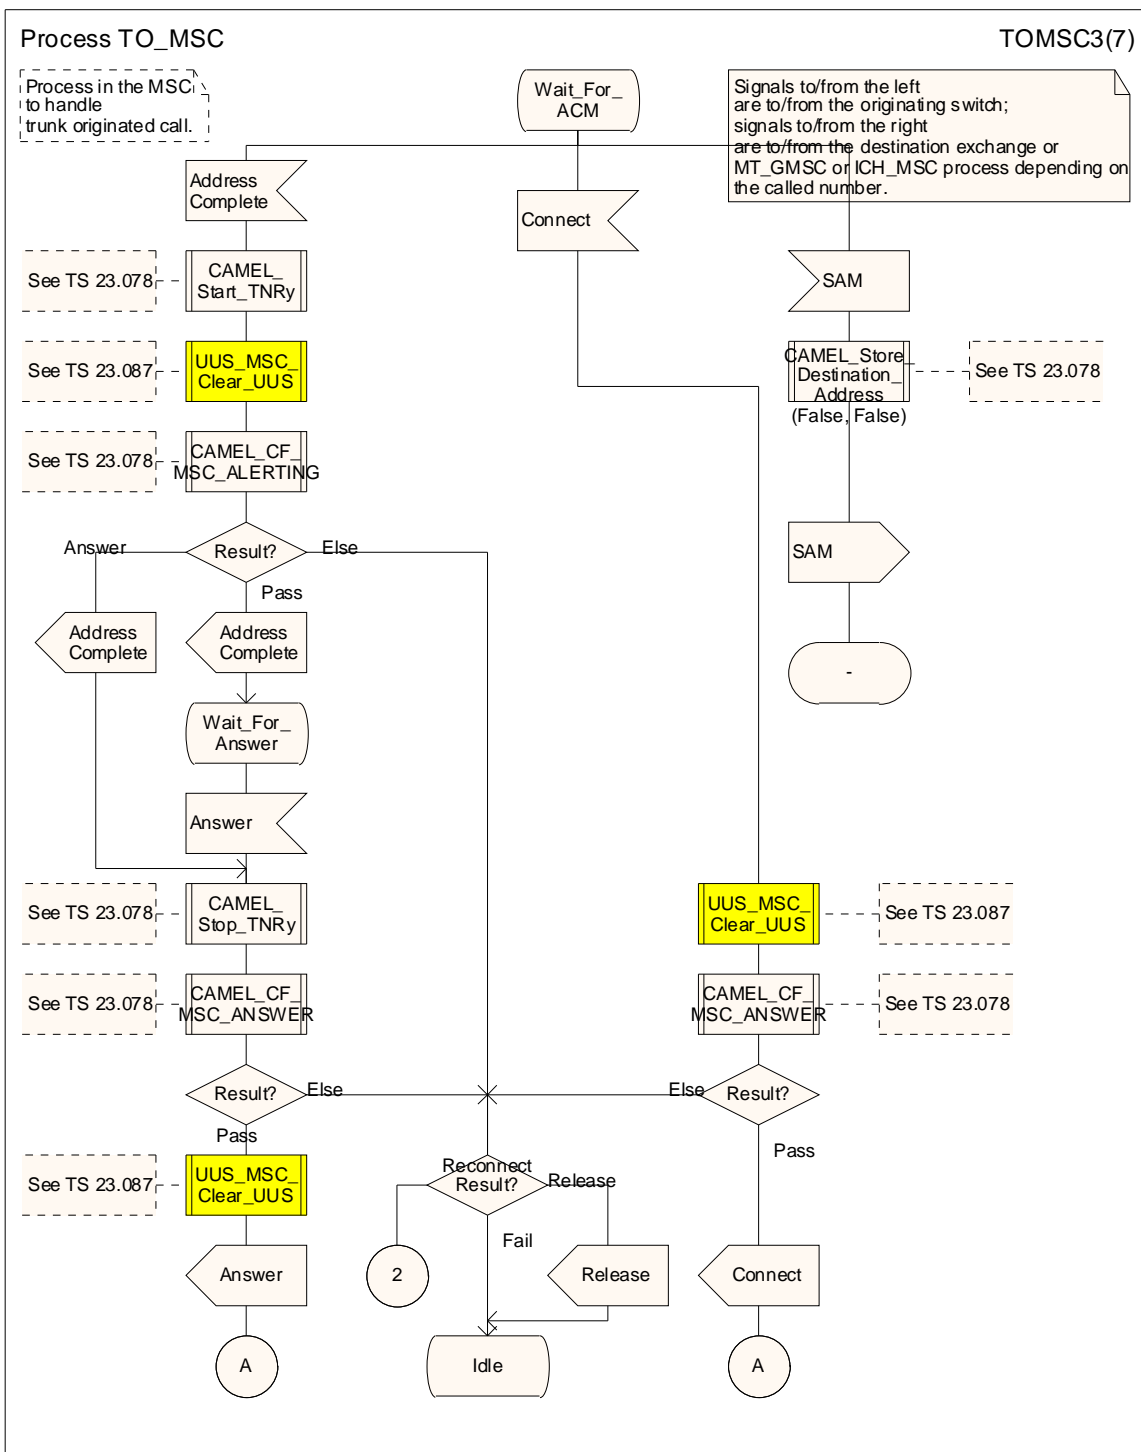 Process TO_MSC
TOMSC3(7)
Process in the MSC
to handle
trunk originated call.
Wait_For_
ACM
Signals to/from the left
are to/from the originating switch;
signals to/from the right
are to/from the destination exchange or
MT_GMSC or ICH_MSC process depending on
the called number.
Address
Complete
Connect
See TS 23.078
CAMEL_
Start_TNRy
SAM
See TS 23.087
UUS_MSC_
Clear_UUS
CAMEL_Store_
Destination_
Address
(False, False)
See TS 23.078
See TS 23.078
CAMEL_CF_
MSC_ALERTING
Answer
Result?
Else
Pass
SAM
Address
Complete
Address
Complete
-
Wait_For_
Answer
Answer
See TS 23.078
CAMEL_
Stop_TNRy
UUS_MSC_
Clear_UUS
See TS 23.087
See TS 23.078
CAMEL_CF_
MSC_ANSWER
CAMEL_CF_
MSC_ANSWER
See TS 23.078
Result?
Else
Else
Result?
Pass
Pass
See TS 23.087
UUS_MSC_
Clear_UUS
Reconnect
Result?
Release
Fail
Answer
2
Release
Connect
A
Idle
A